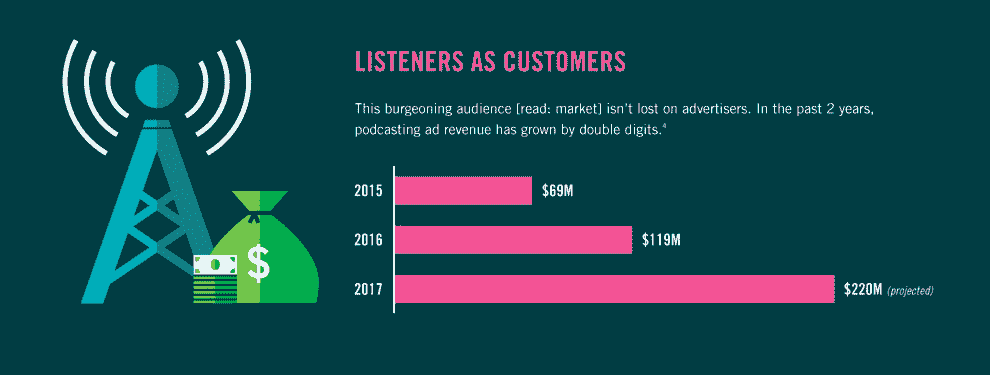 LISTENERS AS CUSTOMERS
This burgeoning audience [read: market] isn't lost on advertisers. In the past 2 years,
podcasting ad revenue has grown by double digits.⁴
2015 $69M
2016 $119M
2017 $220M (projected)
$